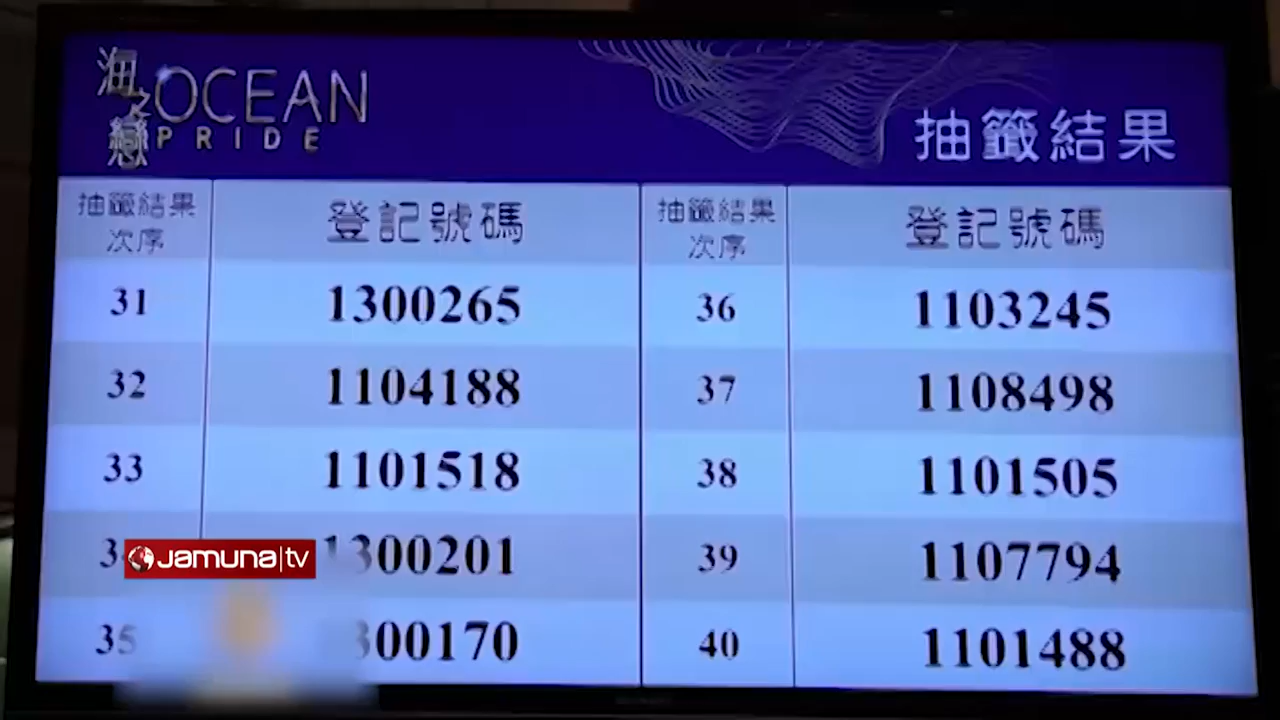 海之戀 OCEAN
PRIDE
抽籤結果
抽籤結果
次序
登記號碼
抽籤結果
次序
登記號碼
31 1300265 36 1103245
32 1104188 37 1108498
33 1101518 38 1101505
1300201 39 1107794
35 300170 40 1101488
Jamuna|tv